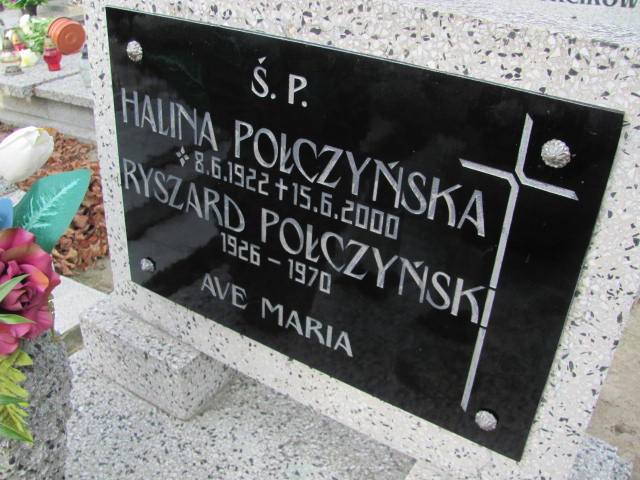 Ś. P.
HALINA POŁCZYŃSKA
8.6.1922 + 15.6.2000
RYSZARD POŁCZYŃSKI
1926 - 1970
AVE MARIA